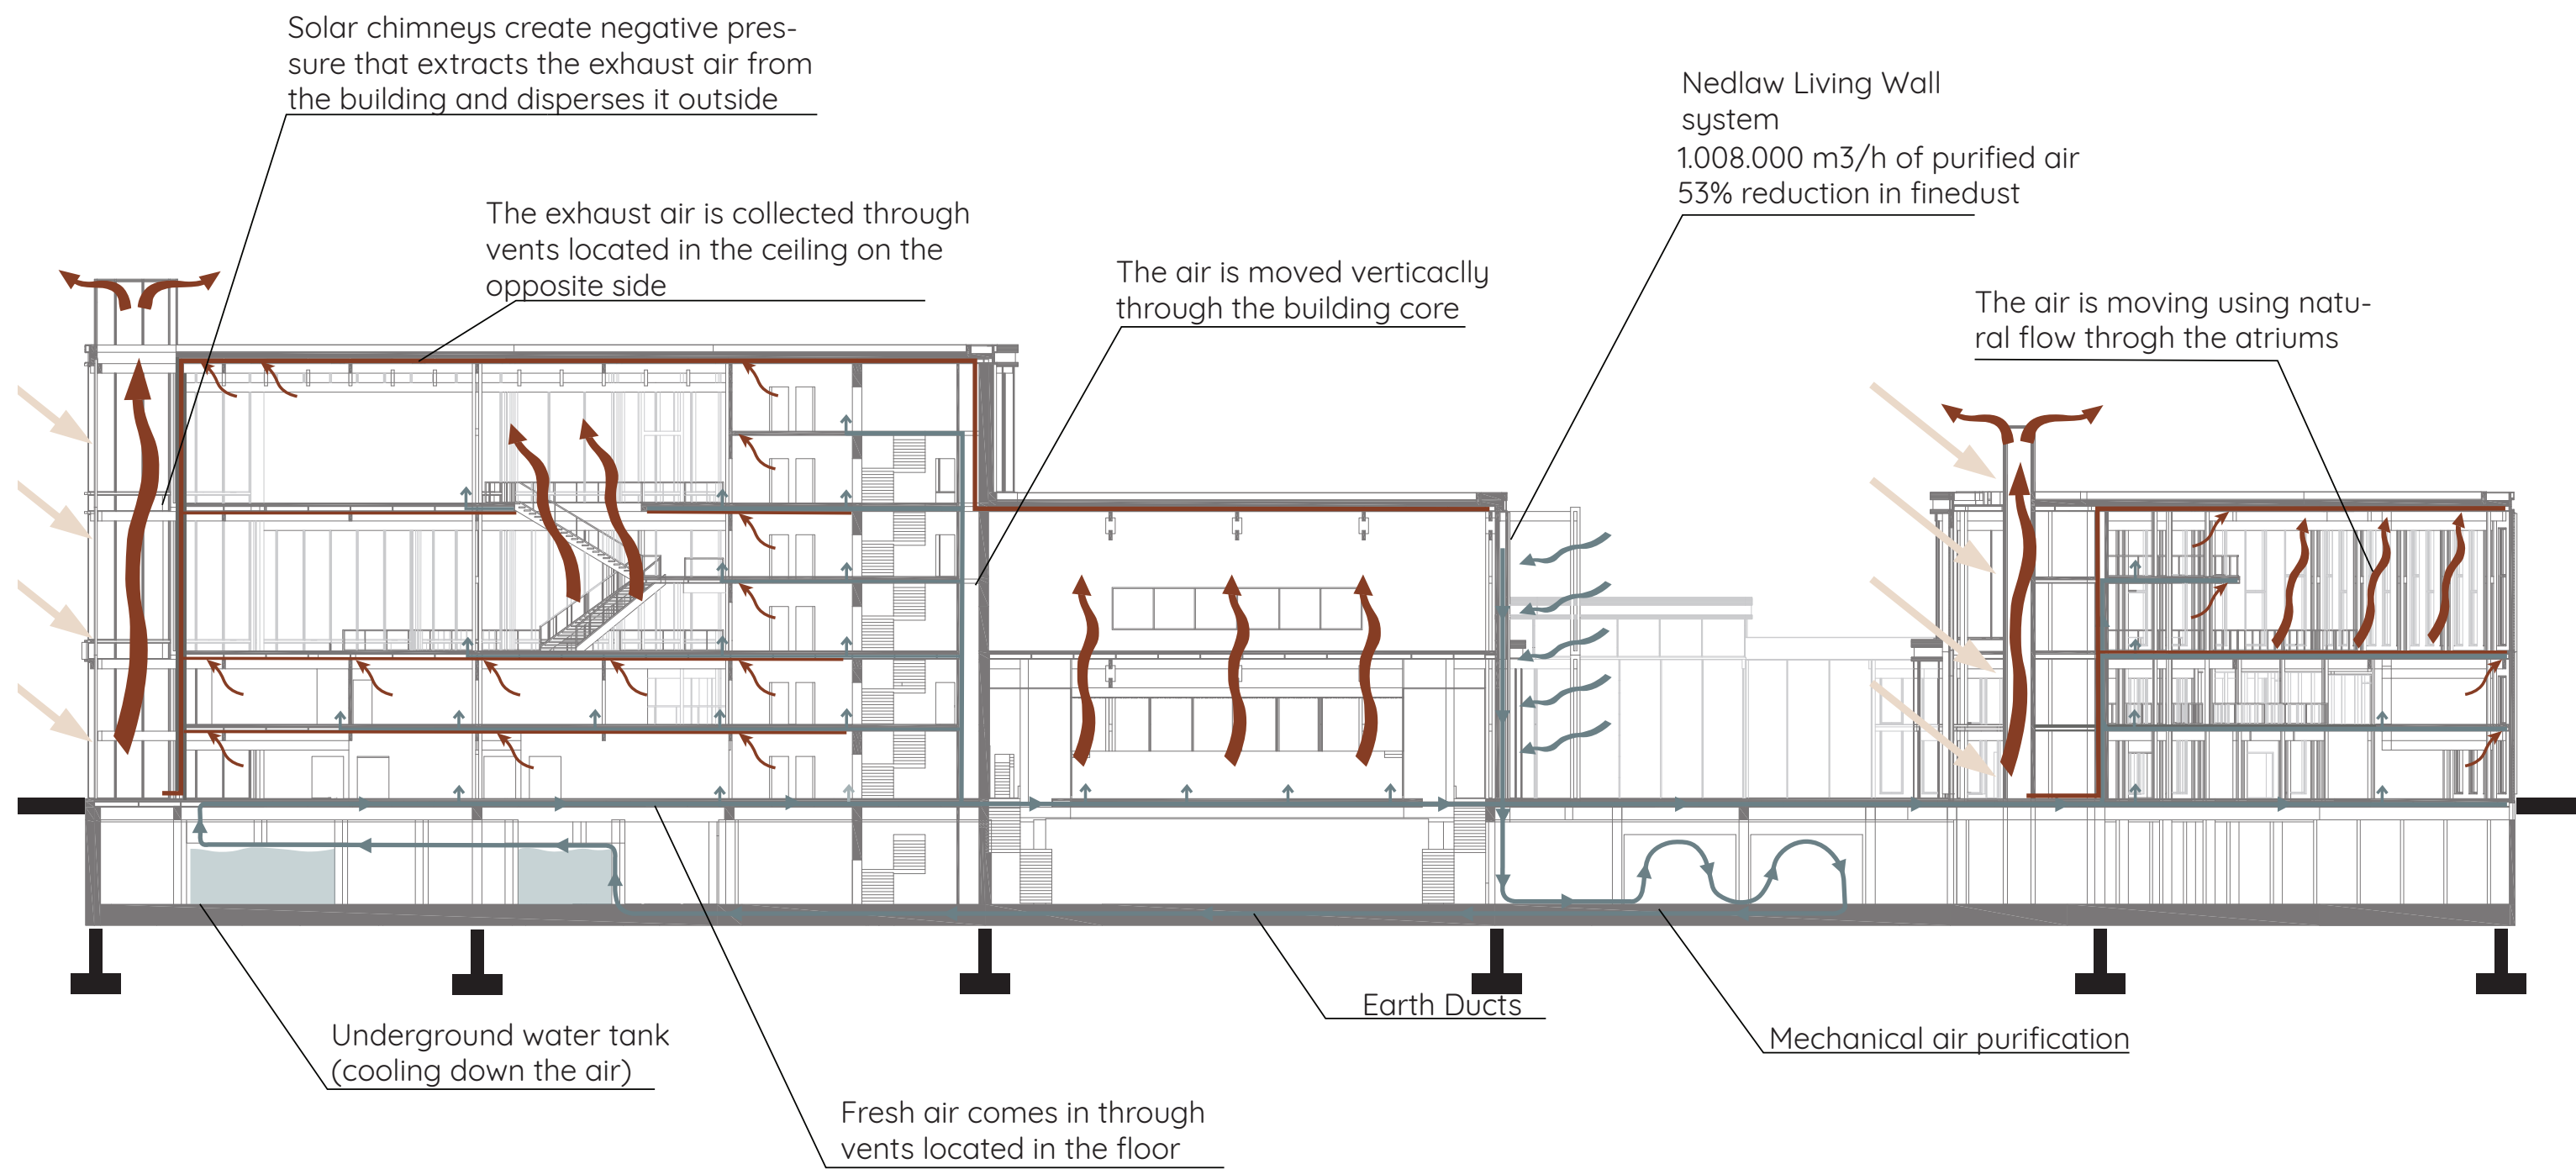 Solar chimneys create negative pres-
sure that extracts the exhaust air from
the building and disperses it outside
Nedlaw Living Wall
system
1.008.000 m3/h of purified air
53% reduction in finedust
The exhaust air is collected through
vents located in the ceiling on the
opposite side
The air is moved verticaclly
through the building core
The air is moving using natu-
ral flow throgh the atriums
Earth Ducts
Underground water tank
(cooling down the air)
Mechanical air purification
Fresh air comes in through
vents located in the floor